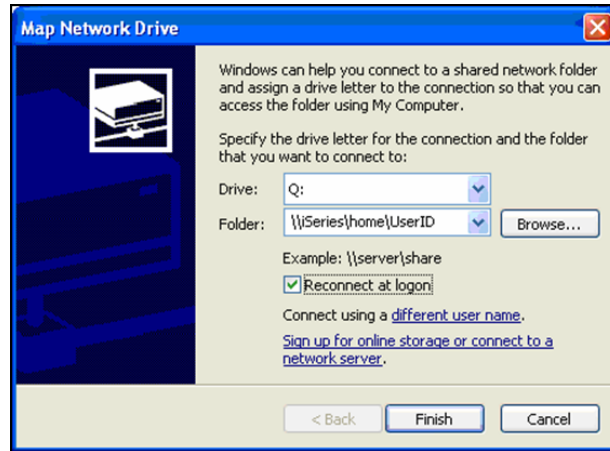 Map Network Drive
Windows can help you connect to a shared network folder
and assign a drive letter to the connection so that you can
access the folder using My Computer.
Specify the drive letter for the connection and the folder
that you want to connect to:
Drive: Q:
Folder: \\iSeries\home\UserID Browse...
Example: \\server\share
Reconnect at logon
Connect using a different user name.
Sign up for online storage or connect to a
network server.
< Back Finish Cancel